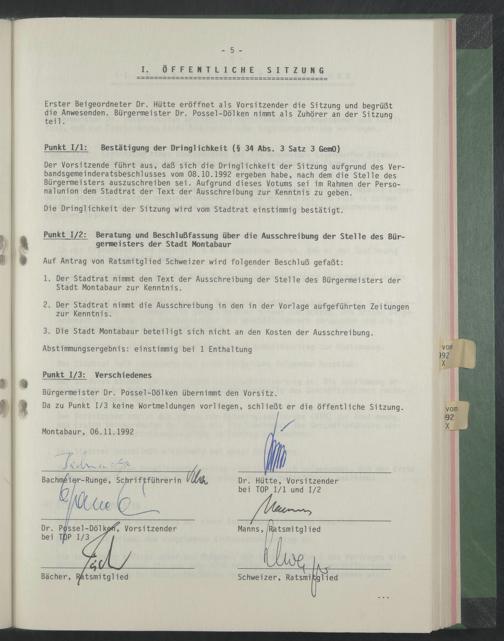 - 5 -
I. ÖFFENTLICHE SITZUNG
Erster Beigeordneter Dr. Hütte eröffnet als Vorsitzender die Sitzung und begrüßt
die Anwesenden. Bürgermeister Dr. Possel-Dölken nimmt als Zuhörer an der Sitzung
teil.
Punkt I/1: Bestätigung der Dringlichkeit (§ 34 Abs. 3 Satz 3 GemO)
Der Vorsitzende führt aus, daß sich die Dringlichkeit der Sitzung aufgrund des Ver-
bandsgemeinderatsbeschlusses vom 08.10.1992 ergeben habe, nach dem die Stelle des
Bürgermeisters auszuschreiben sei. Aufgrund dieses Votums sei im Rahmen der Perso-
nalunion dem Stadtrat der Text der Ausschreibung zur Kenntnis zu geben.
Die Dringlichkeit der Sitzung wird vom Stadtrat einstimmig bestätigt.
Punkt I/2: Beratung und Beschlußfassung über die Ausschreibung der Stelle des Bür-
germeisters der Stadt Montabaur
Auf Antrag von Ratsmitglied Schweizer wird folgender Beschluß gefaßt:
1. Der Stadtrat nimmt den Text der Ausschreibung der Stelle des Bürgermeisters der
Stadt Montabaur zur Kenntnis.
2. Der Stadtrat nimmt die Ausschreibung in den in der Vorlage aufgeführten Zeitungen
zur Kenntnis.
3. Die Stadt Montabaur beteiligt sich nicht an den Kosten der Ausschreibung.
Abstimmungsergebnis: einstimmig bei 1 Enthaltung
Punkt I/3: Verschiedenes
Bürgermeister Dr. Possel-Dölken übernimmt den Vorsitz.
Da zu Punkt I/3 keine Wortmeldungen vorliegen, schließt er die öffentliche Sitzung.
Montabaur, 06.11.1992
Bachmeier-Runge, Schriftführerin
Dr. Hütte, Vorsitzender
bei TOP I/1 und I/2
Dr. Possel-Dölken, Vorsitzender
bei TOP I/3
Manns, Ratsmitglied
Bächer, Ratsmitglied
Schweizer, Ratsmitglied
...
vom
992
X
vom
92
X